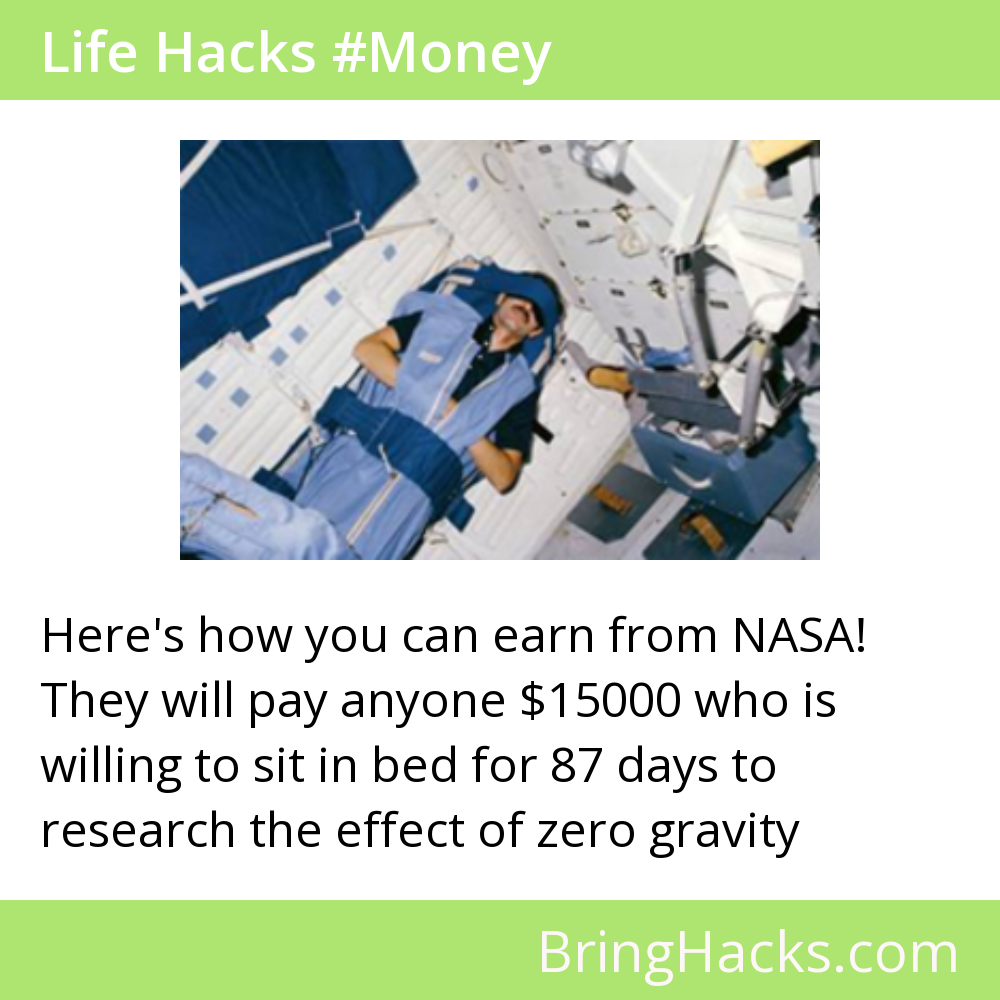 Life Hacks #Money
Here's how you can earn from NASA!
They will pay anyone $15000 who is
willing to sit in bed for 87 days to
research the effect of zero gravity
BringHacks.com